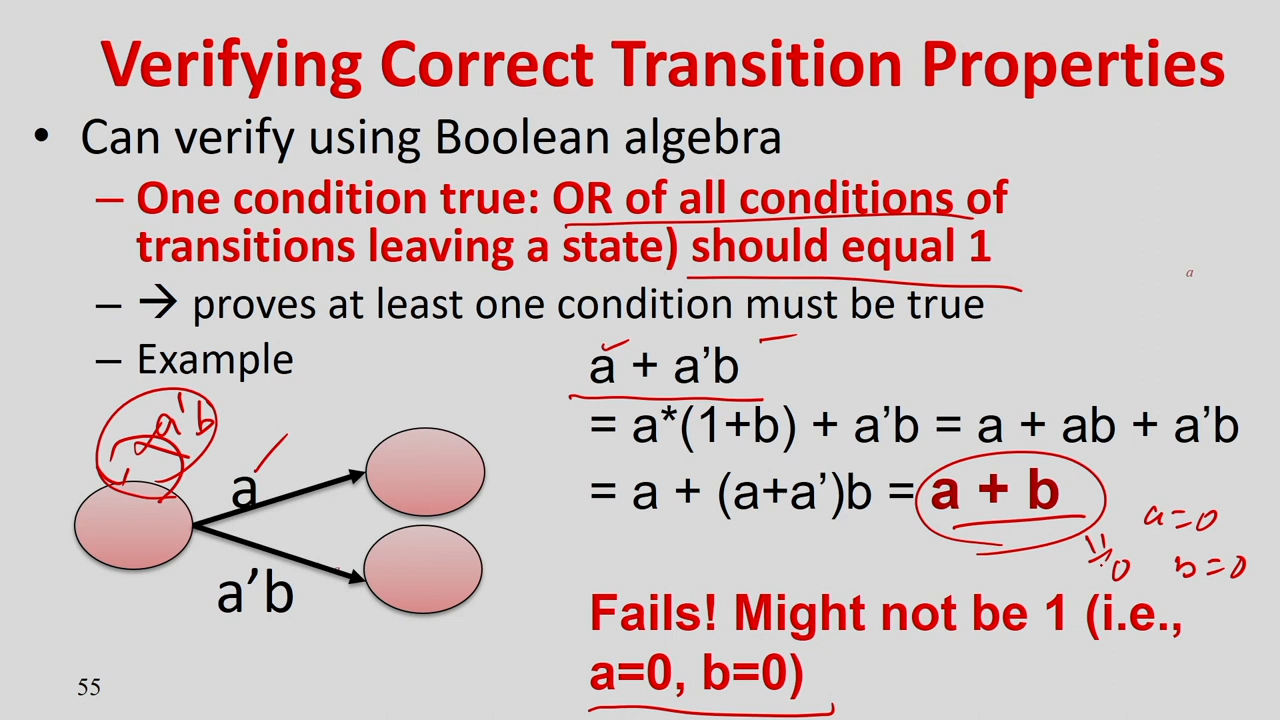 Verifying Correct Transition Properties
• Can verify using Boolean algebra
– One condition true: OR of all conditions of
transitions leaving a state) should equal 1
– → proves at least one condition must be true
– Example
a + a’b
= a*(1+b) + a’b = a + ab + a’b
= a + (a+a’)b = a + b
a'b
a
a’b
a=0
b=0
0
Fails! Might not be 1 (i.e.,
a=0, b=0)
a
a
55